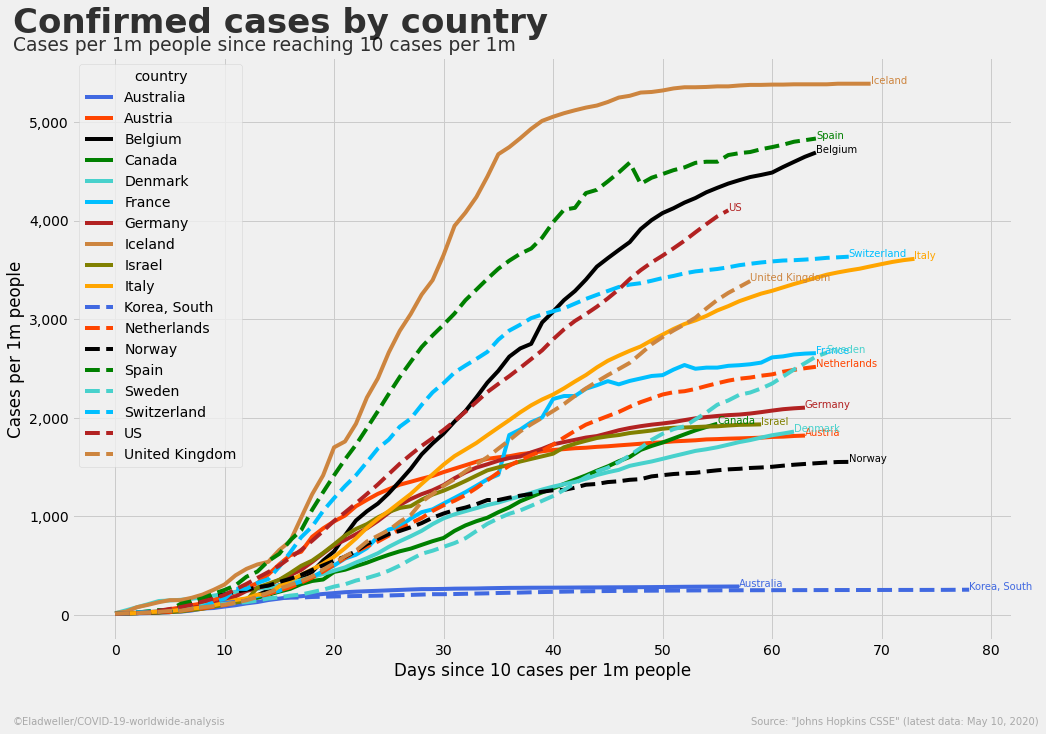 Confirmed cases by country
Cases per 1m people since reaching 10 cases per 1m
country
Australia
Austria
Belgium
Canada
Denmark
France
Germany
Iceland
Israel
Italy
Korea, South
Netherlands
Norway
Spain
Sweden
Switzerland
US
United Kingdom
Cases per 1m people
5,000
4,000
3,000
2,000
1,000
0
Iceland
Spain
Belgium
US
Switzerland
Italy
United Kingdom
France
Sweden
Netherlands
Germany
Canada
Israel
Denmark
Austria
Norway
Australia
Korea, South
0 10 20 30 40 50 60 70 80
Days since 10 cases per 1m people
©Eladweller/COVID-19-worldwide-analysis
Source: "Johns Hopkins CSSE" (latest data: May 10, 2020)